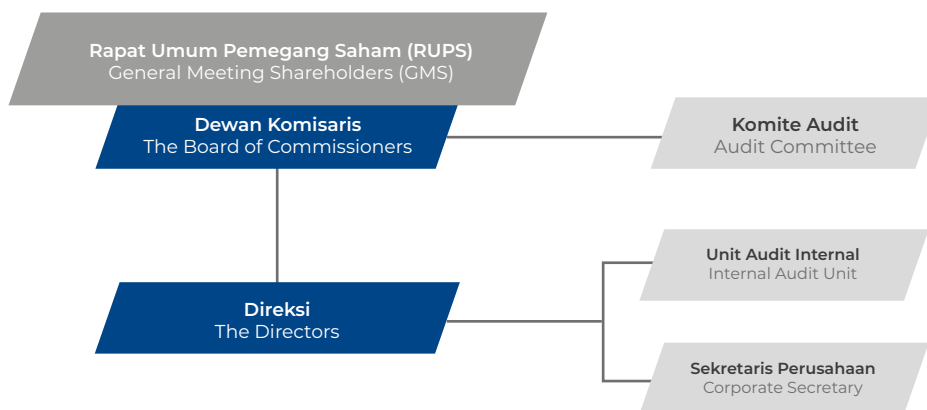 Rapat Umum Pemegang Saham (RUPS)
General Meeting Shareholders (GMS)
Dewan Komisaris
The Board of Commissioners
Komite Audit
Audit Committee
Unit Audit Internal
Internal Audit Unit
Direksi
The Directors
Sekretaris Perusahaan
Corporate Secretary